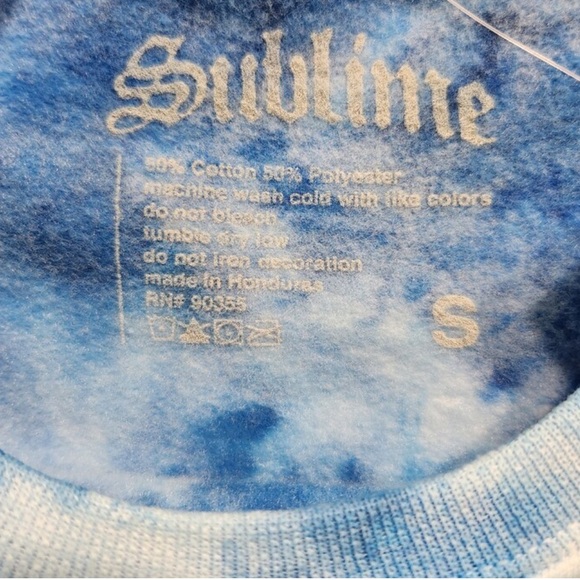 Sublime
50% Cotton 50% Polyester
machine wash cold with like colors
do not bleach
tumble dry low
do not iron decoration
made in Honduras
RN# 90355
S